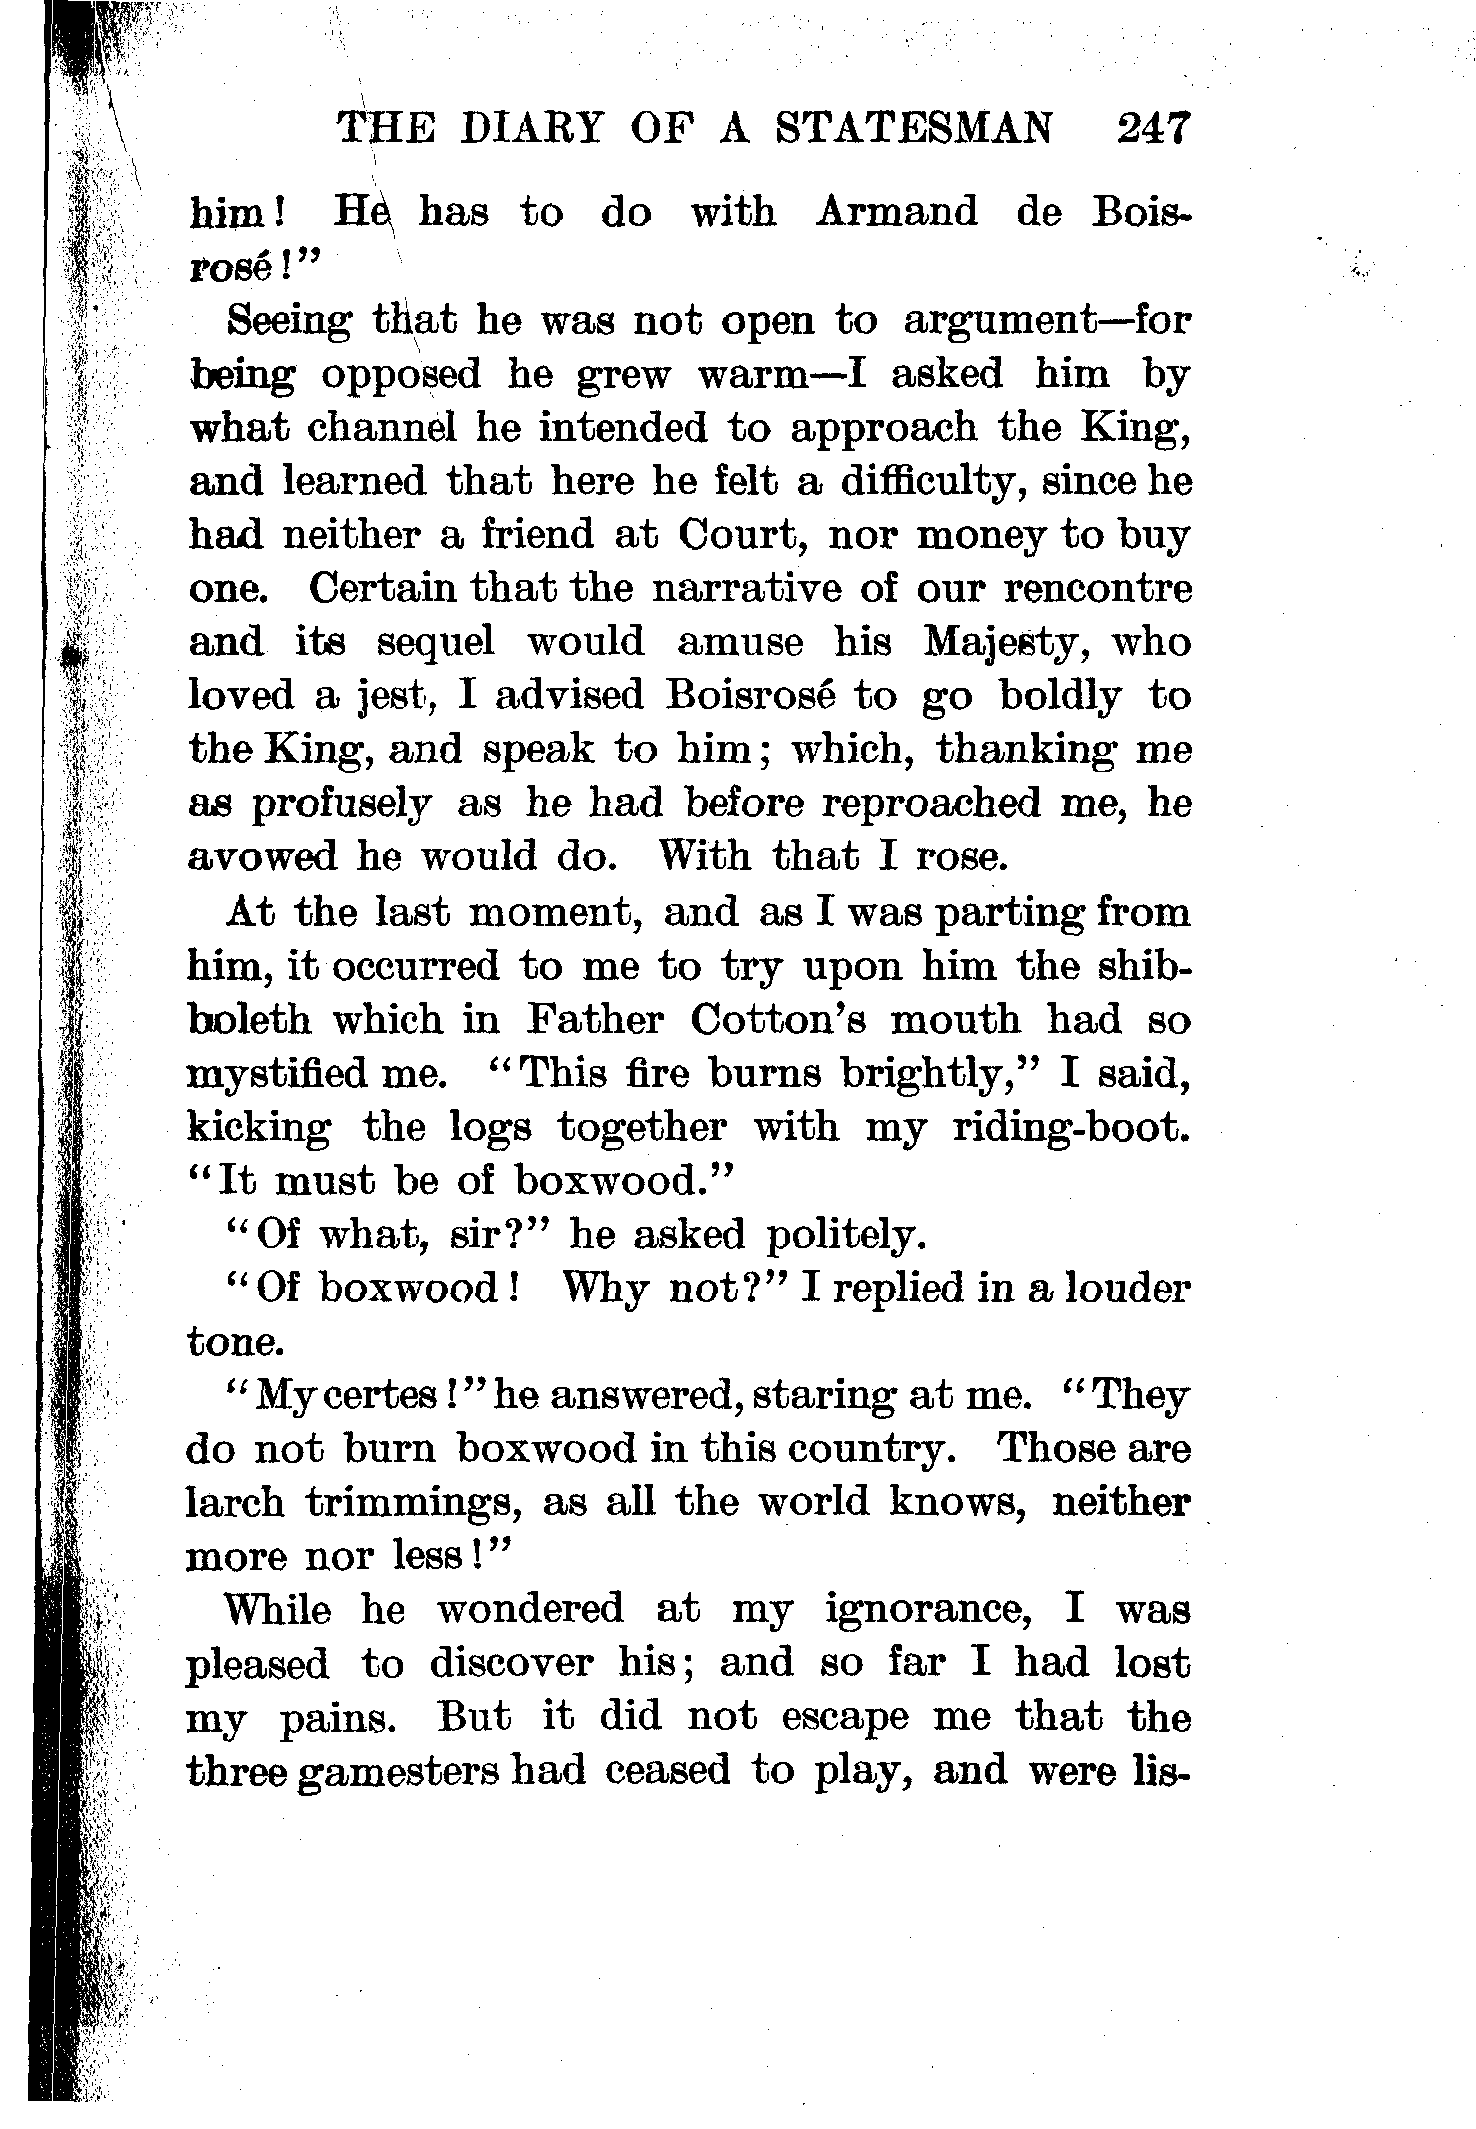 THE DIARY OF A STATESMAN 247
him! He has to do with Armand de Bois-
rosé!”
Seeing that he was not open to argument—for
being opposed he grew warm—I asked him by
what channel he intended to approach the King,
and learned that here he felt a difficulty, since he
had neither a friend at Court, nor money to buy
one. Certain that the narrative of our rencontre
and its sequel would amuse his Majesty, who
loved a jest, I advised Boisrosé to go boldly to
the King, and speak to him; which, thanking me
as profusely as he had before reproached me, he
avowed he would do. With that I rose.
At the last moment, and as I was parting from
him, it occurred to me to try upon him the shib-
boleth which in Father Cotton’s mouth had so
mystified me. “This fire burns brightly,” I said,
kicking the logs together with my riding-boot.
“It must be of boxwood.”
“Of what, sir?” he asked politely.
“Of boxwood! Why not?” I replied in a louder
tone.
“My certes!” he answered, staring at me. “They
do not burn boxwood in this country. Those are
larch trimmings, as all the world knows, neither
more nor less!”
While he wondered at my ignorance, I was
pleased to discover his; and so far I had lost
my pains. But it did not escape me that the
three gamesters had ceased to play, and were lis-